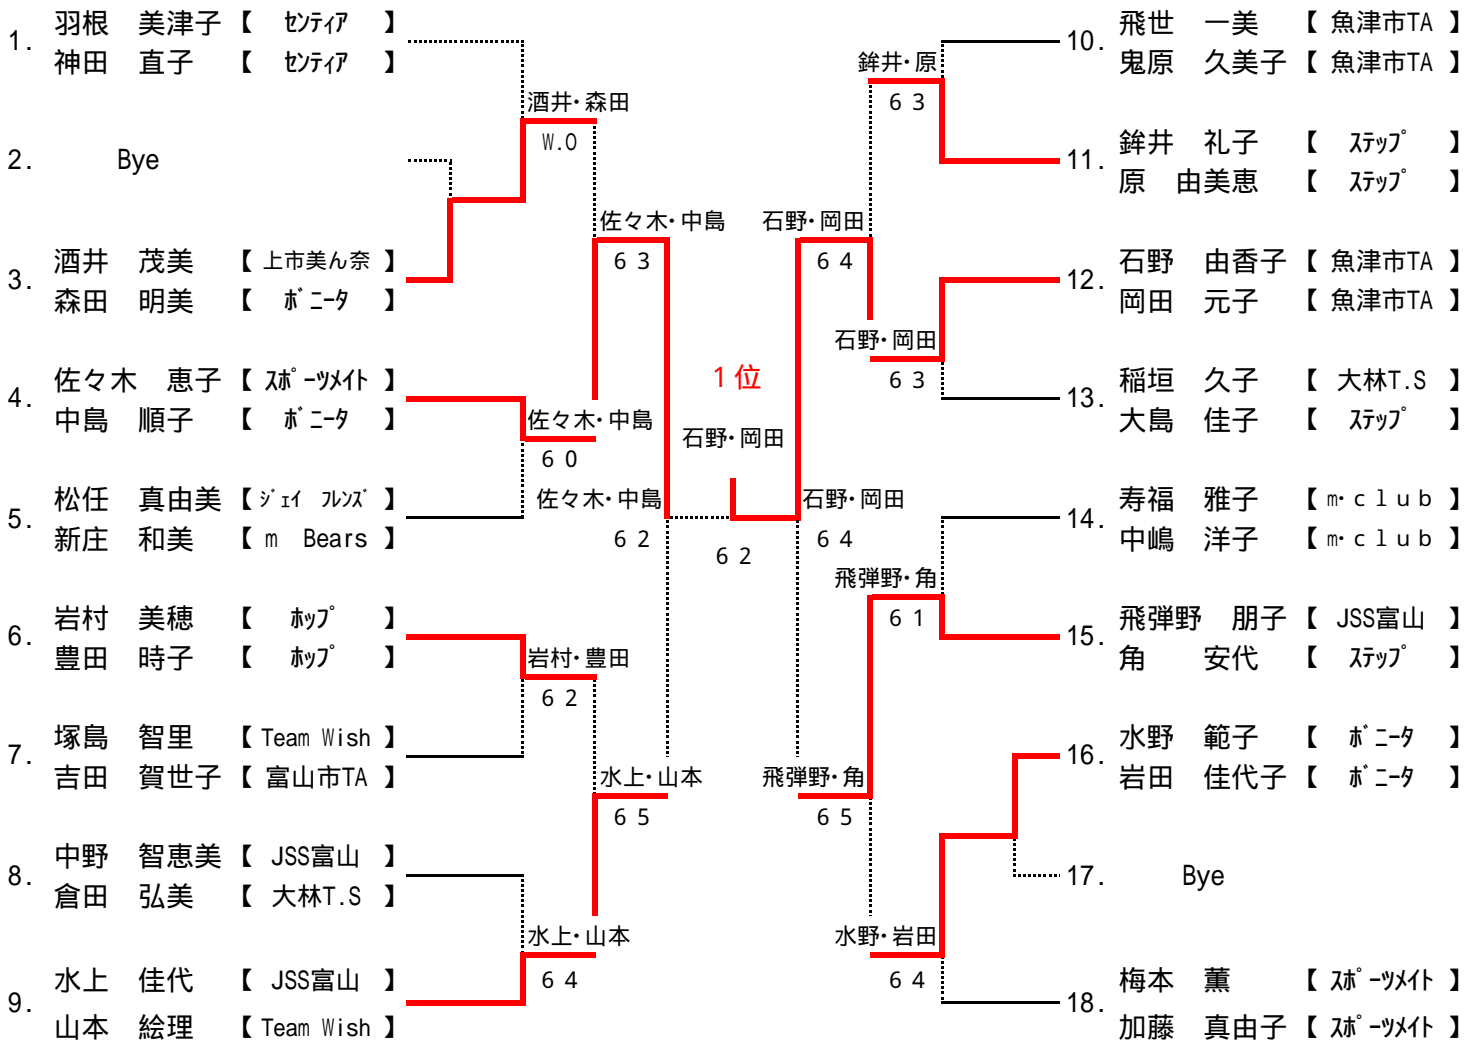 1. 羽根 美津子 【 ｾﾝﾃｨｱ 】
神田 直子 【 ｾﾝﾃｨｱ 】
2. Bye
3. 酒井 茂美 【 上市美ん奈 】
森田 明美 【 ﾎﾞﾆｰﾀ 】
4. 佐々木 恵子 【 ｽﾎﾟｰﾂﾒｲﾄ 】
中島 順子 【 ﾎﾞﾆｰﾀ 】
5. 松任 真由美 【 ｼﾞｪｲ ﾌﾚﾝｽﾞ 】
新庄 和美 【 m Bears 】
6. 岩村 美穂 【 ﾎｯﾌﾟ 】
豊田 時子 【 ﾎｯﾌﾟ 】
7. 塚島 智里 【 Team Wish 】
吉田 賀世子 【 富山市TA 】
8. 中野 智恵美 【 JSS富山 】
倉田 弘美 【 大林T.S 】
9. 水上 佳代 【 JSS富山 】
山本 絵理 【 Team Wish 】
酒井・森田
W.O
佐々木・中島
6 0
岩村・豊田
6 2
水上・山本
6 4
佐々木・中島
6 3
水上・山本
6 5
佐々木・中島
6 2
1位
石野・岡田
6 2
石野・岡田
6 4
石野・岡田
6 4
飛弾野・角
6 5
鉾井・原
6 3
石野・岡田
6 3
飛弾野・角
6 1
水野・岩田
6 4
10. 飛世 一美 【 魚津市TA 】
鬼原 久美子 【 魚津市TA 】
11. 鉾井 礼子 【 ｽﾃｯﾌﾟ 】
原 由美恵 【 ｽﾃｯﾌﾟ 】
12. 石野 由香子 【 魚津市TA 】
岡田 元子 【 魚津市TA 】
13. 稲垣 久子 【 大林T.S 】
大島 佳子 【 ｽﾃｯﾌﾟ 】
14. 寿福 雅子 【 m・ｃｌｕｂ 】
中嶋 洋子 【 m・ｃｌｕｂ 】
15. 飛弾野 朋子 【 JSS富山 】
角 安代 【 ｽﾃｯﾌﾟ 】
16. 水野 範子 【 ﾎﾞﾆｰﾀ 】
岩田 佳代子 【 ﾎﾞﾆｰﾀ 】
17. Bye
18. 梅本 薫 【 ｽﾎﾟｰﾂﾒｲﾄ 】
加藤 真由子 【 ｽﾎﾟｰﾂﾒｲﾄ 】